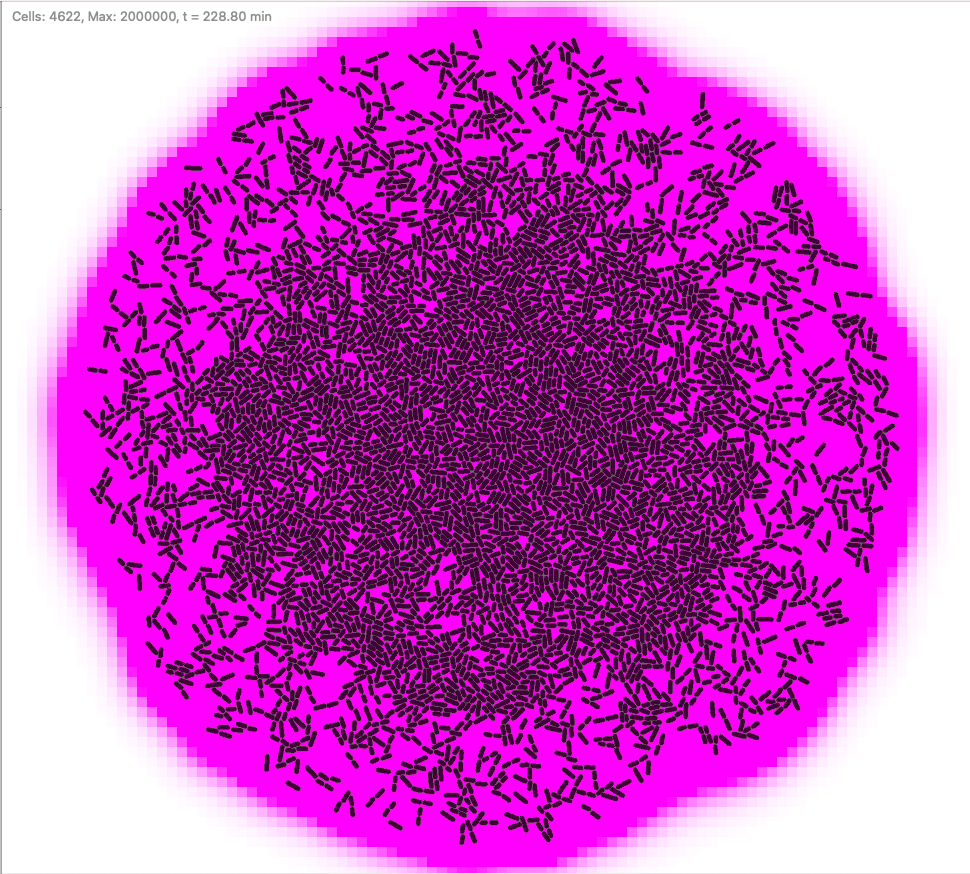 Cells: 4622, Max: 2000000, t = 228.80 min